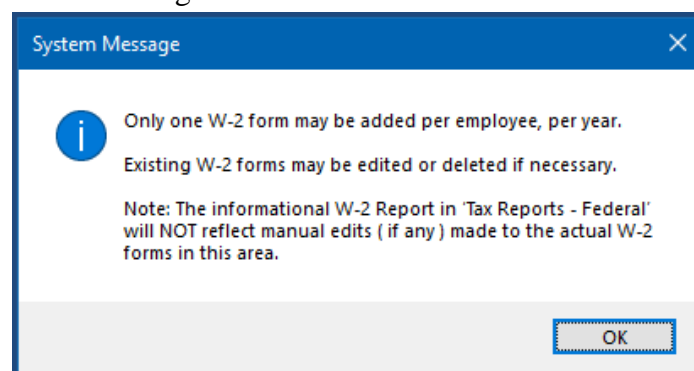 System Message
Only one W-2 form may be added per employee, per year.
Existing W-2 forms may be edited or deleted if necessary.
Note: The informational W-2 Report in 'Tax Reports - Federal'
will NOT reflect manual edits ( if any ) made to the actual W-2
forms in this area.
OK